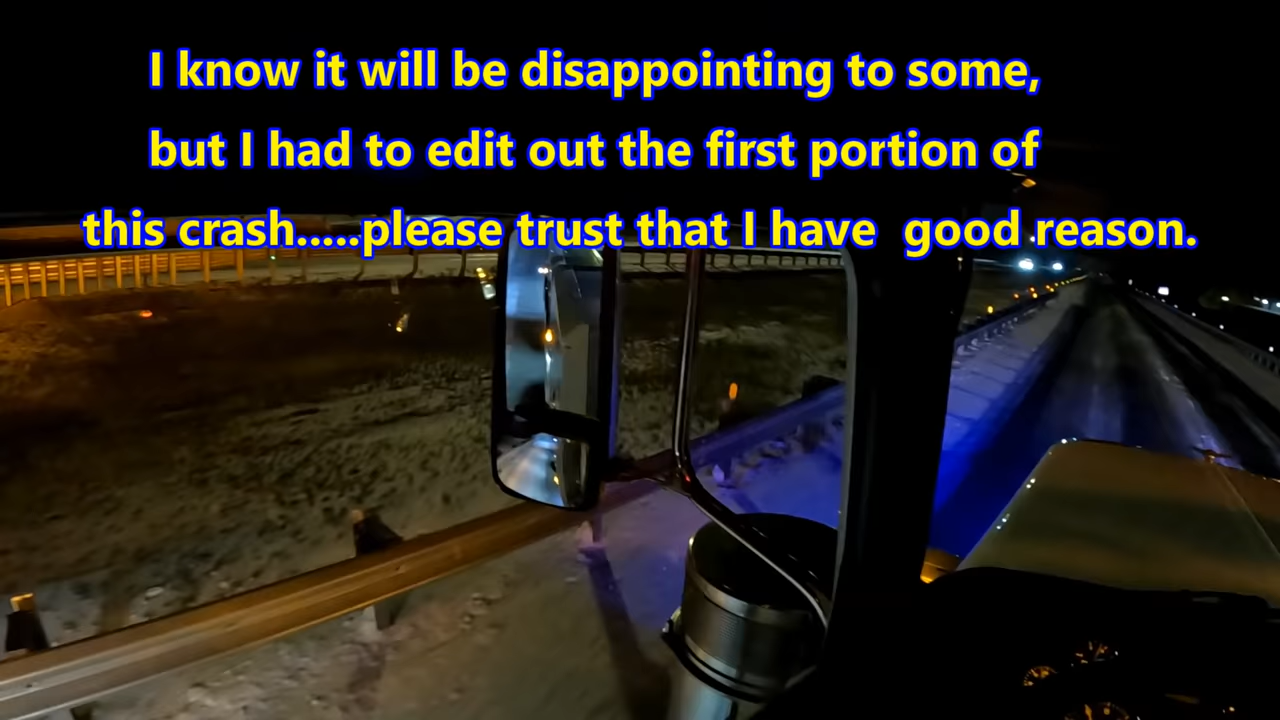 I know it will be disappointing to some,
but I had to edit out the first portion of
this crash.....please trust that I have  good reason.